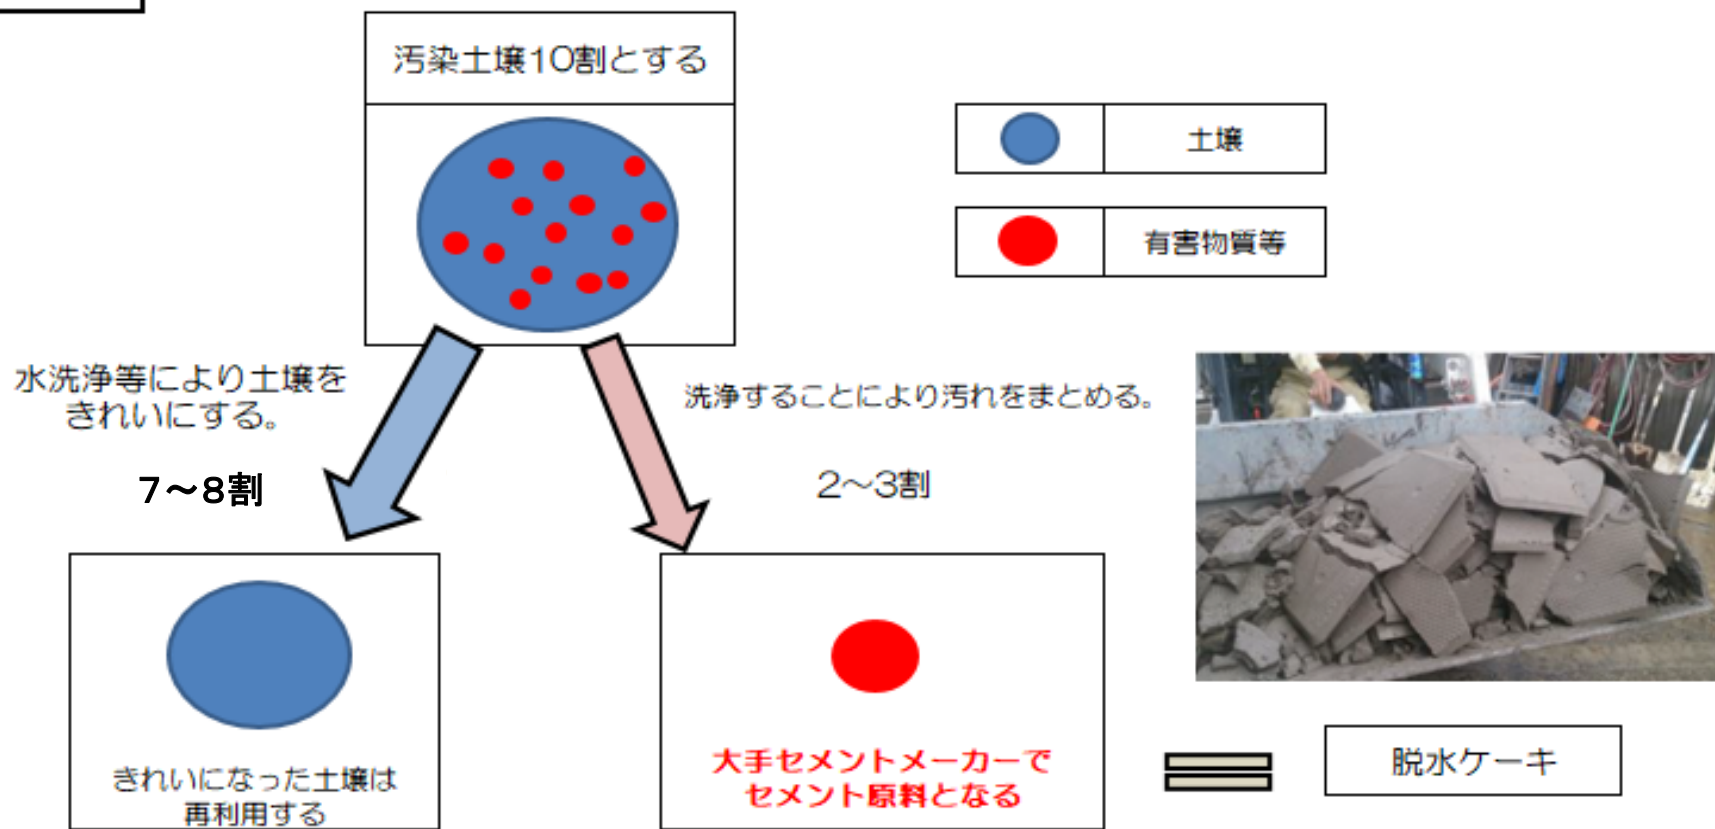 汚染土壌10割とする
土壌
有害物質等
水洗浄等により土壌を
きれいにする。
洗浄することにより汚れをまとめる。
7～8割
2～3割
きれいになった土壌は
再利用する
大手セメントメーカーで
セメント原料となる
脱水ケーキ